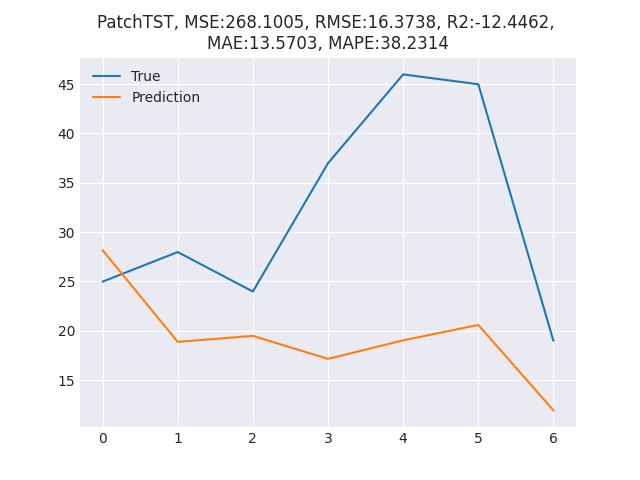 PatchTST, MSE:268.1005, RMSE:16.3738, R2:-12.4462,
MAE:13.5703, MAPE:38.2314
True
Prediction
45
40
35
30
25
20
15
0 1 2 3 4 5 6